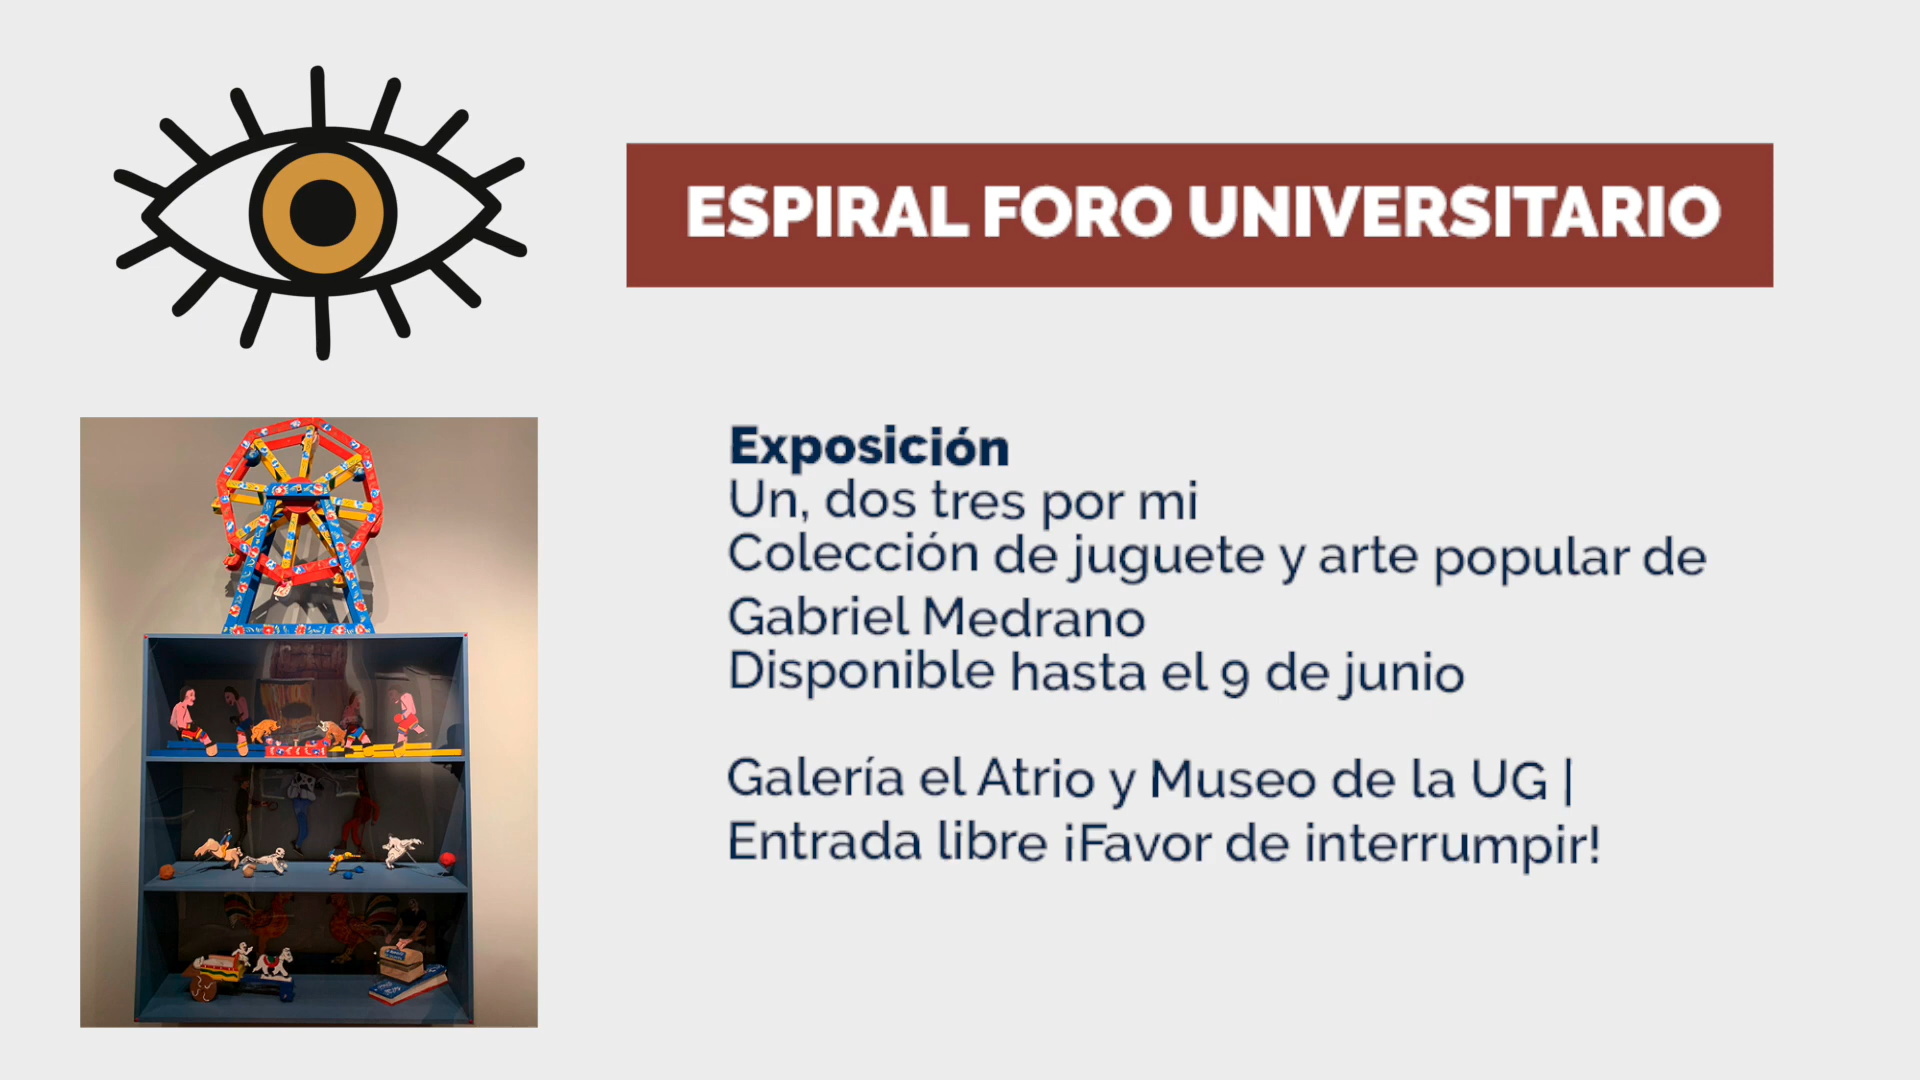 ESPIRAL FORO UNIVERSITARIO
Exposición
Un, dos tres por mi
Colección de juguete y arte popular de
Gabriel Medrano
Disponible hasta el 9 de junio
Galería el Atrio y Museo de la UG |
Entrada libre ¡Favor de interrumpir!